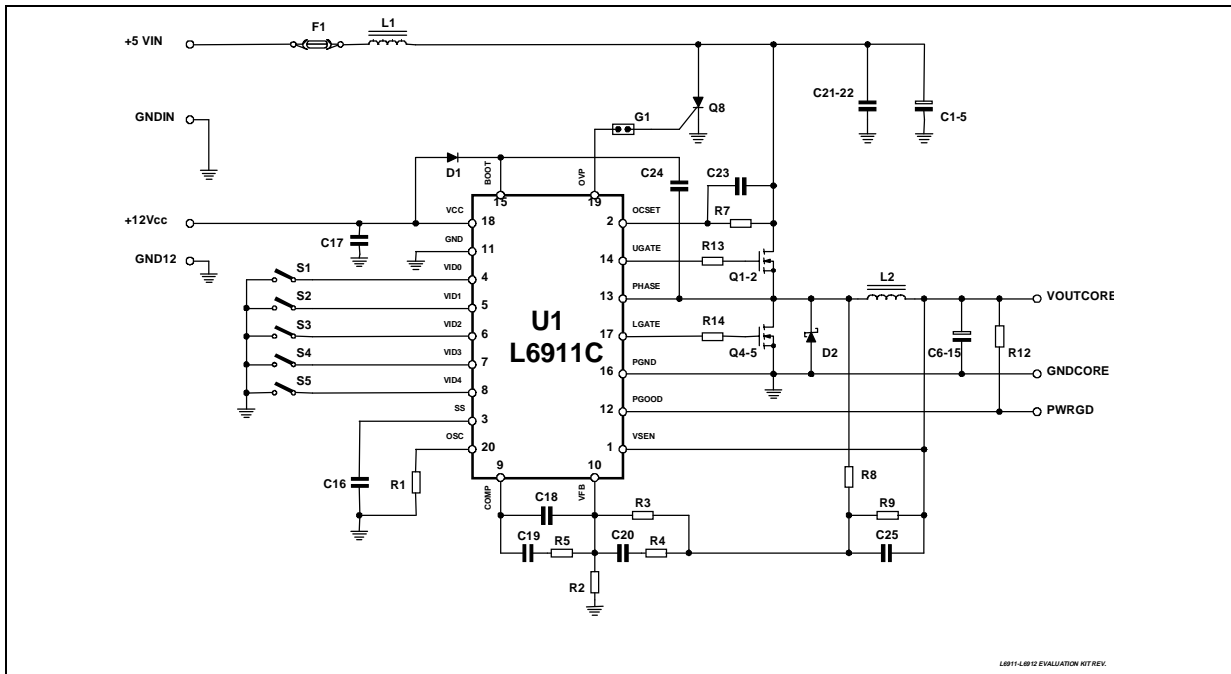 F1
L1
+5 VIN
C21-22
C1-5
Q8
GNDIN
G1
D1
BOOT
OVP
C24
C23
15
19
+12Vcc
VCC
18
2
OCSET
R7
C17
GND
11
14
UGATE
R13
Q1-2
GND12
S1
VID0
4
13
PHASE
L2
VOUTCORE
S2
VID1
5
U1
L6911C
17
LGATE
R14
Q4-5
D2
C6-15
R12
S3
VID2
6
S4
VID3
7
16
PGND
GNDCORE
S5
VID4
8
12
PGOOD
PWRGD
SS
3
OSC
20
1
VSEN
9
10
C16
R1
COMP
VFB
C18
R3
R8
R9
C19
R5
C20
R4
C25
R2
L6911-L6912 EVALUATION KIT REV.